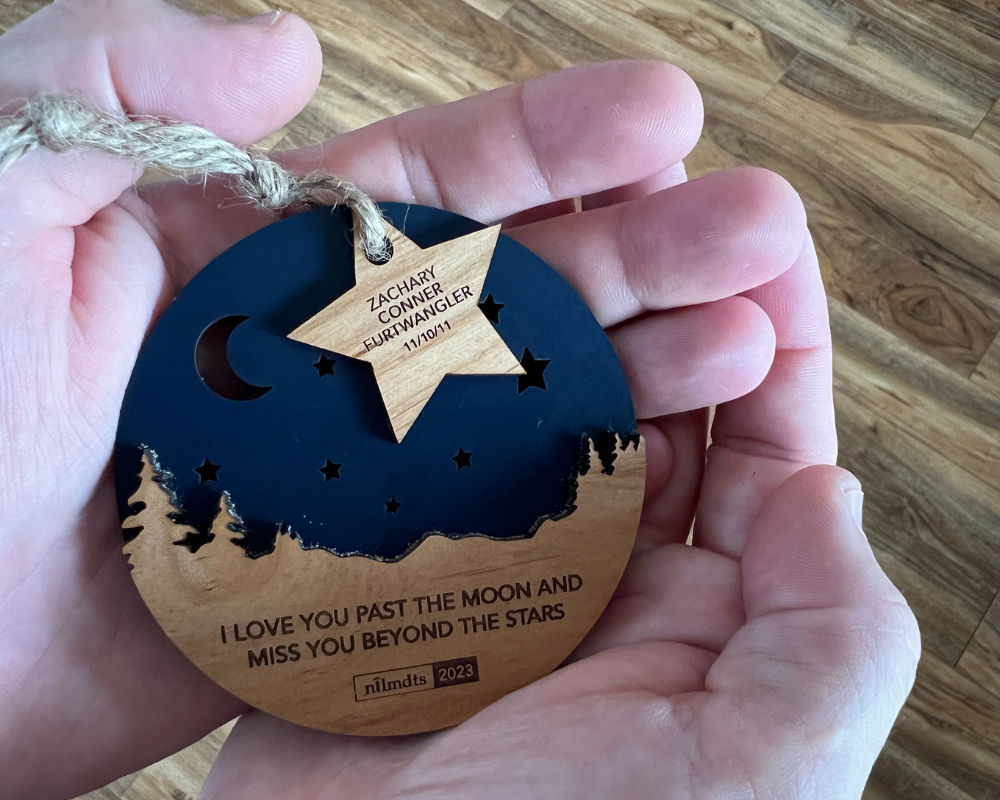 ZACHARY
CONNER
FURTWANGLER
11/10/11
I LOVE YOU PAST THE MOON AND
MISS YOU BEYOND THE STARS
nilmdts 2023